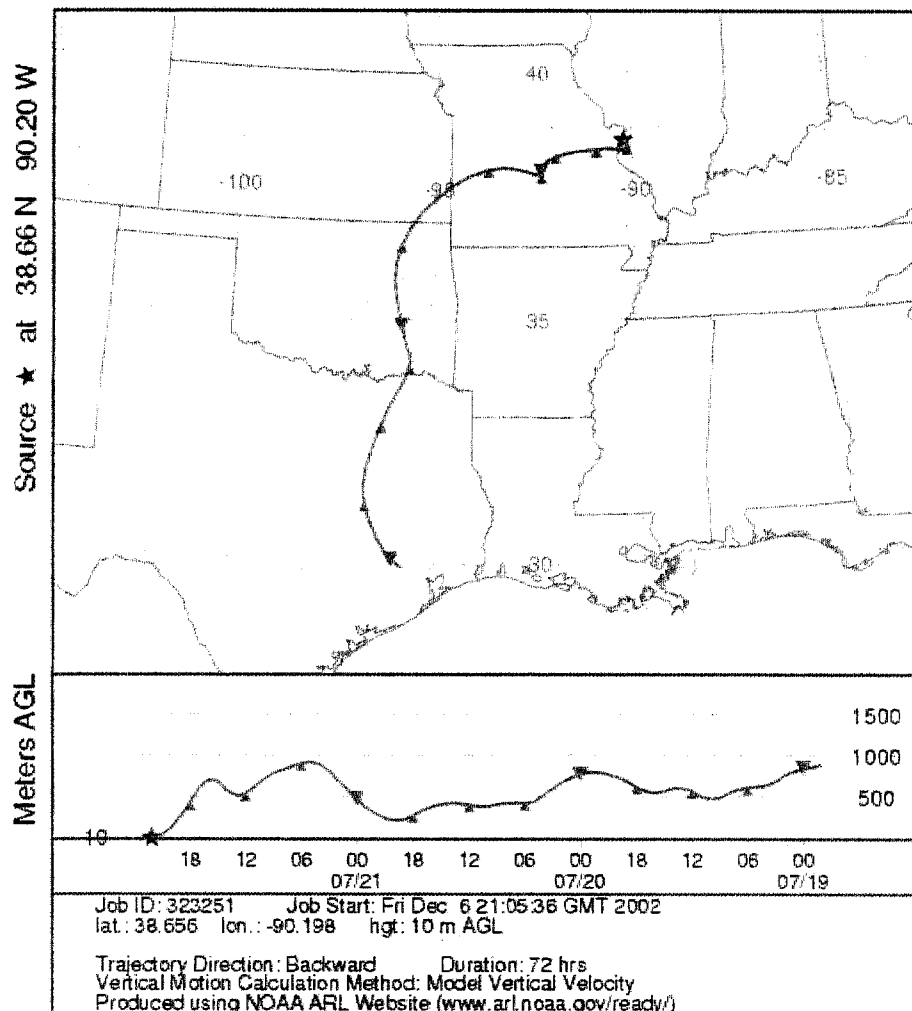 Source ★ at 38.66 N 90.20 W
40
-100
-95
-90
-85
35
30
Meters AGL
1500
1000
500
10
18 12 06 00 18 12 06 00 18 12 06 00
07/21 07/20 07/19
Job ID: 323251 Job Start: Fri Dec 6 21:05:36 GMT 2002
lat.: 38.656 lon.: -90.198 hgt: 10 m AGL
Trajectory Direction: Backward Duration: 72 hrs
Vertical Motion Calculation Method: Model Vertical Velocity
Produced using NOAA ARL Website (www.arl.noaa.gov/ready/)